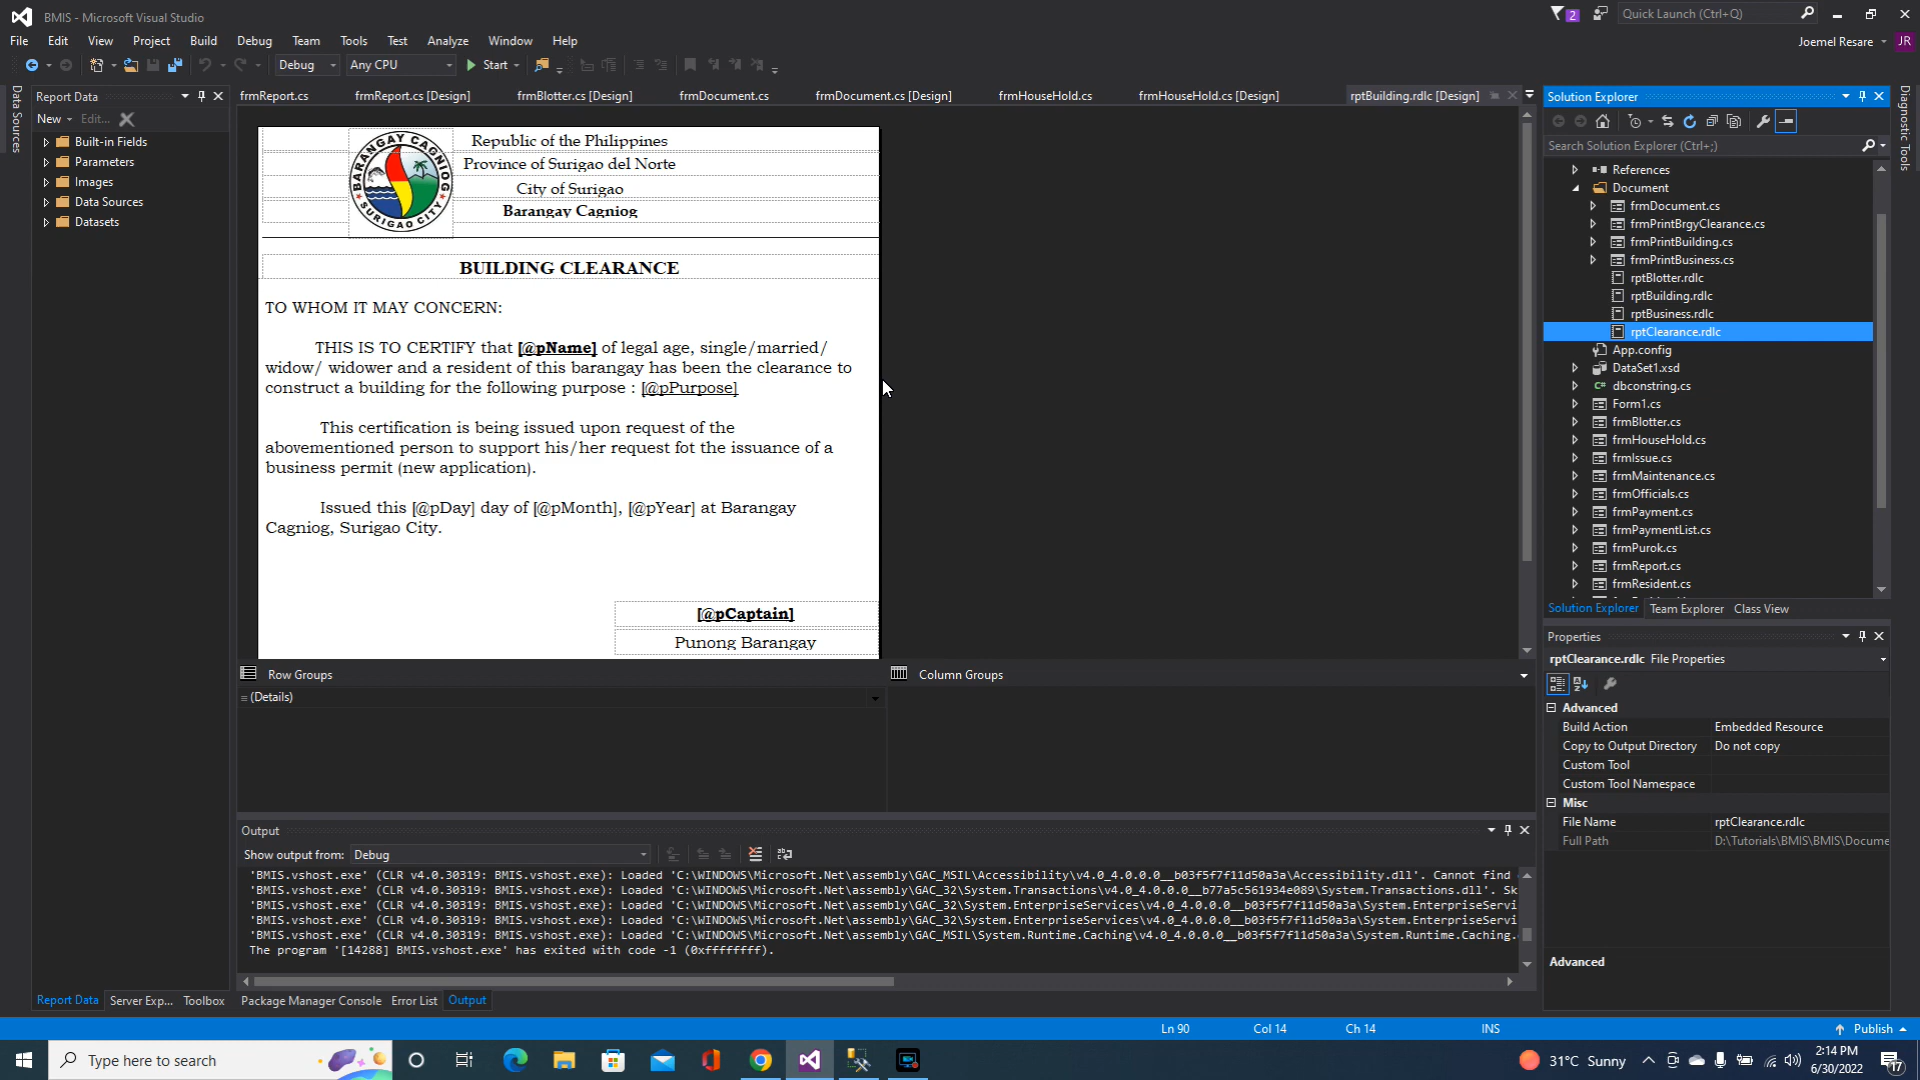 BMIS - Microsoft Visual Studio
2
Quick Launch (Ctrl+Q)
File Edit View Project Build Debug Team Tools Test Analyze Window Help
Joemel Resare JR
Debug Any CPU Start
Data Sources
Report Data
New Edit...
Built-in Fields
Parameters
Images
Data Sources
Datasets
frmReport.cs frmReport.cs [Design] frmBlotter.cs [Design] frmDocument.cs frmDocument.cs [Design] frmHouseHold.cs frmHouseHold.cs [Design] rptBuilding.rdlc [Design]
BARANGAY CAGNIOG
SURIGAO CITY
Republic of the Philippines
Province of Surigao del Norte
City of Surigao
Barangay Cagniog
BUILDING CLEARANCE
TO WHOM IT MAY CONCERN:
THIS IS TO CERTIFY that [@pName] of legal age, single/married/
widow/ widower and a resident of this barangay has been the clearance to
construct a building for the following purpose : [@pPurpose]
This certification is being issued upon request of the
abovementioned person to support his/her request fot the issuance of a
business permit (new application).
Issued this [@pDay] day of [@pMonth], [@pYear] at Barangay
Cagniog, Surigao City.
[@pCaptain]
Punong Barangay
Row Groups
Column Groups
(Details)
Output
Show output from: Debug
'BMIS.vshost.exe' (CLR v4.0.30319: BMIS.vshost.exe): Loaded 'C:\WINDOWS\Microsoft.Net\assembly\GAC_MSIL\Accessibility\v4.0_4.0.0.0__b03f5f7f11d50a3a\Accessibility.dll'. Cannot find
'BMIS.vshost.exe' (CLR v4.0.30319: BMIS.vshost.exe): Loaded 'C:\WINDOWS\Microsoft.Net\assembly\GAC_32\System.Transactions\v4.0_4.0.0.0__b77a5c561934e089\System.Transactions.dll'. Sk
'BMIS.vshost.exe' (CLR v4.0.30319: BMIS.vshost.exe): Loaded 'C:\WINDOWS\Microsoft.Net\assembly\GAC_32\System.EnterpriseServices\v4.0_4.0.0.0__b03f5f7f11d50a3a\System.EnterpriseServi
'BMIS.vshost.exe' (CLR v4.0.30319: BMIS.vshost.exe): Loaded 'C:\WINDOWS\Microsoft.Net\assembly\GAC_32\System.EnterpriseServices\v4.0_4.0.0.0__b03f5f7f11d50a3a\System.EnterpriseServi
'BMIS.vshost.exe' (CLR v4.0.30319: BMIS.vshost.exe): Loaded 'C:\WINDOWS\Microsoft.Net\assembly\GAC_MSIL\System.Runtime.Caching\v4.0_4.0.0.0__b03f5f7f11d50a3a\System.Runtime.Caching.
The program '[14288] BMIS.vshost.exe' has exited with code -1 (0xffffffff).
Report Data Server Exp... Toolbox
Package Manager Console Error List Output
Solution Explorer
Search Solution Explorer (Ctrl+;)
References
Document
frmDocument.cs
frmPrintBrgyClearance.cs
frmPrintBuilding.cs
frmPrintBusiness.cs
rptBlotter.rdlc
rptBuilding.rdlc
rptBusiness.rdlc
rptClearance.rdlc
App.config
DataSet1.xsd
dbconstring.cs
Form1.cs
frmBlotter.cs
frmHouseHold.cs
frmIssue.cs
frmMaintenance.cs
frmOfficials.cs
frmPayment.cs
frmPaymentList.cs
frmPurok.cs
frmReport.cs
frmResident.cs
Solution Explorer Team Explorer Class View
Diagnostic Tools
Properties
rptClearance.rdlc File Properties
Advanced
Build Action Embedded Resource
Copy to Output Directory Do not copy
Custom Tool
Custom Tool Namespace
Misc
File Name rptClearance.rdlc
Full Path D:\Tutorials\BMIS\BMIS\Docume
Advanced
Ln 90 Col 14 Ch 14 INS Publish
Type here to search
31°C Sunny
2:14 PM
6/30/2022
17